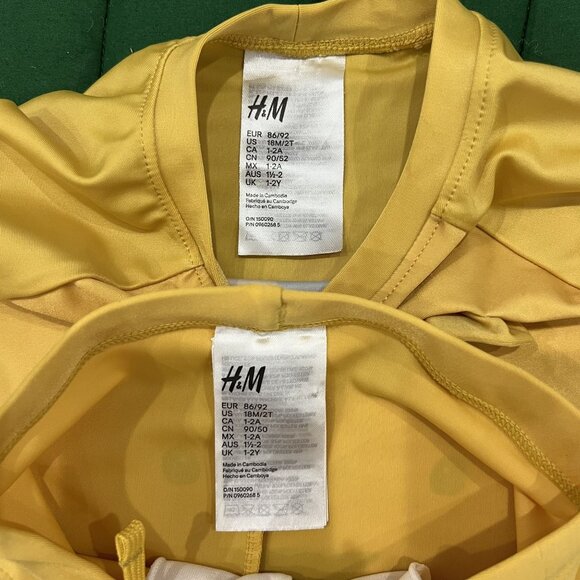 H&M
EUR 86/92
US 18M/2T
CA 1-2A
CN 90/52
MX 1-2A
AUS 1½-2
UK 1-2Y
Made in Cambodia
Fabriqué au Cambodge
Hecho en Camboya
O/N 150090
P/N 0960268 5
H&M
EUR 86/92
US 18M/2T
CA 1-2A
CN 90/50
MX 1-2A
AUS 1½-2
UK 1-2Y
Made in Cambodia
Fabriqué au Cambodge
Hecho en Camboya
O/N 150090
P/N 0960268 5